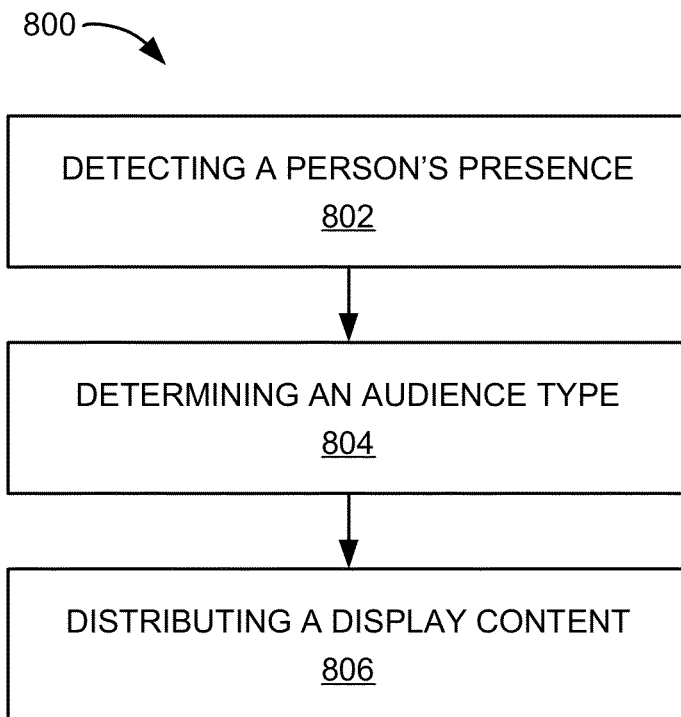 800
DETECTING A PERSON'S PRESENCE
802
DETERMINING AN AUDIENCE TYPE
804
DISTRIBUTING A DISPLAY CONTENT
806